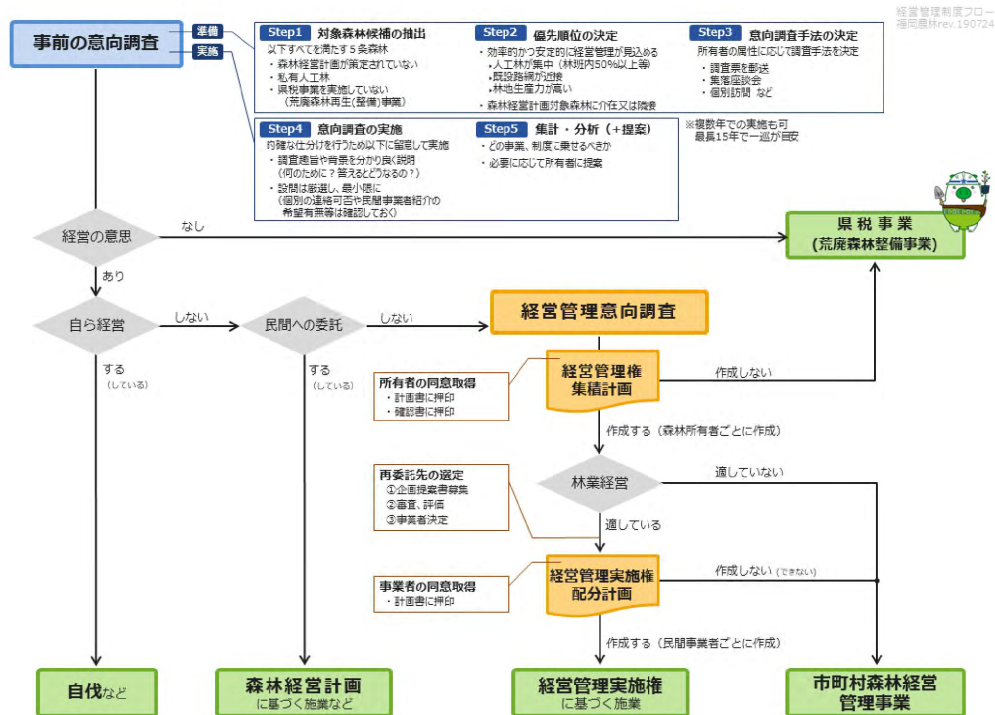 経営管理制度フロー
福岡農林rev.190724
事前の意向調査
準備
実施
Step1 対象森林候補の抽出
以下すべてを満たす5条森林
・森林経営計画が策定されていない
・私有人工林
・県税事業を実施していない
(荒廃森林再生(整備)事業)
Step2 優先順位の決定
・効率的かつ安定的に経営管理が見込める
▸人工林が集中(林班内50%以上等)
▸既設路網が近接
▸林地生産力が高い
・森林経営計画対象森林に介在又は隣接
Step3 意向調査手法の決定
所有者の属性に応じて調査手法を決定
・調査票を郵送
・集落座談会
・個別訪問 など
Step4 意向調査の実施
的確な仕分けを行うため以下に留意して実施
・調査趣旨や背景を分かり良く説明
(何のために?答えるとどうなるの?)
・設問は厳選し、最小限に
(個別の連絡可否や民間事業者紹介の
希望有無等は確認しておく)
Step5 集計・分析(+提案)
・どの事業、制度に乗せるべきか
・必要に応じて所有者に提案
※複数年での実施も可
最長15年で一巡が目安
経営の意思
なし
県税事業
(荒廃森林整備事業)
あり
自ら経営
しない
民間への委託
しない
経営管理意向調査
する
(している)
する
(している)
所有者の同意取得
・計画書に押印
・確認書に押印
経営管理権
集積計画
作成しない
作成する(森林所有者ごとに作成)
再委託先の選定
①企画提案書募集
②審査、評価
③事業者決定
林業経営
適していない
適している
事業者の同意取得
・計画書に押印
経営管理実施権
配分計画
作成しない(できない)
作成する(民間事業者ごとに作成)
自伐など
森林経営計画
に基づく施業など
経営管理実施権
に基づく施業
市町村森林経営
管理事業